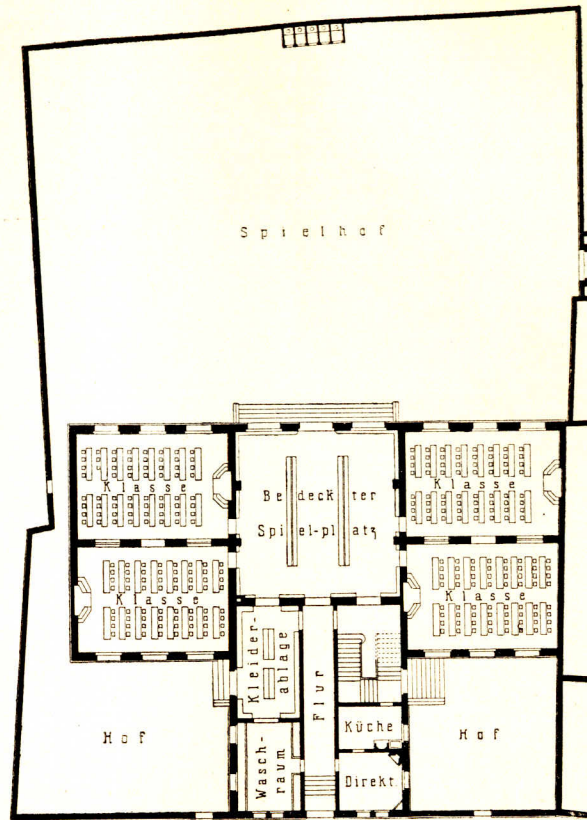 Spielhof
Klasse
Bedeckter
Spiel-platz
Klasse
Klasse
Klasse
Kleider-
ablage
Flur
Hof
Wasch-
raum
Küche
Direkt.
Hof